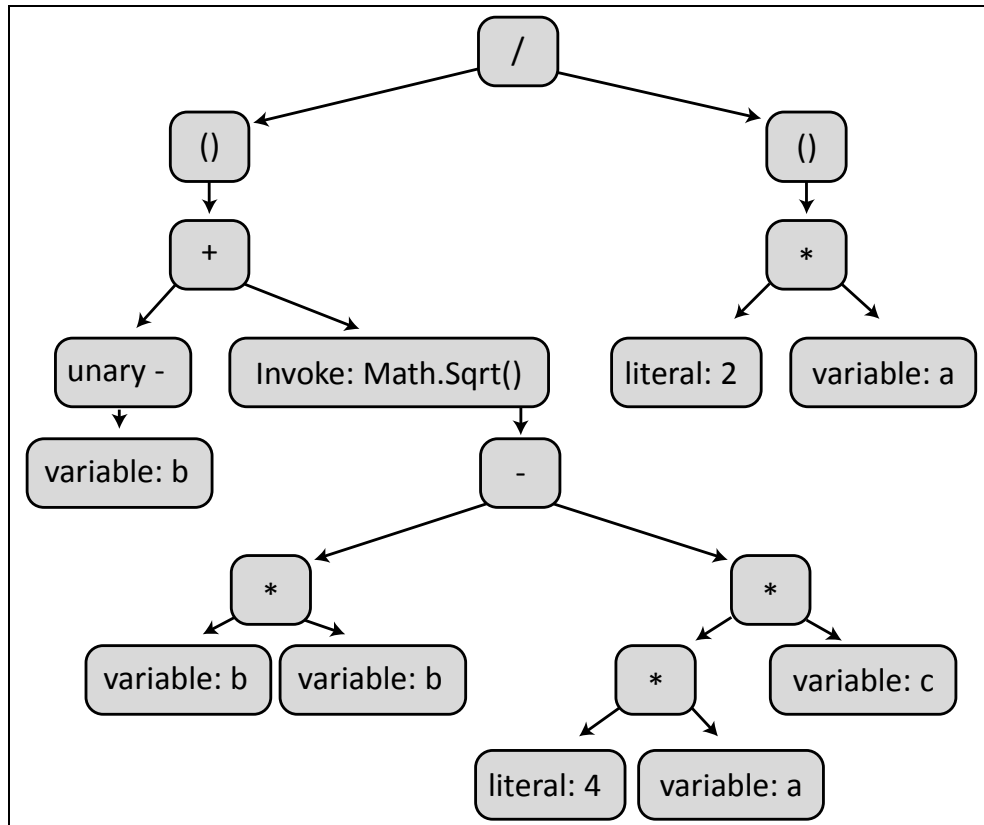 /
() ()
+ *
unary - Invoke: Math.Sqrt() literal: 2 variable: a
variable: b -
* *
variable: b variable: b * variable: c
literal: 4 variable: a